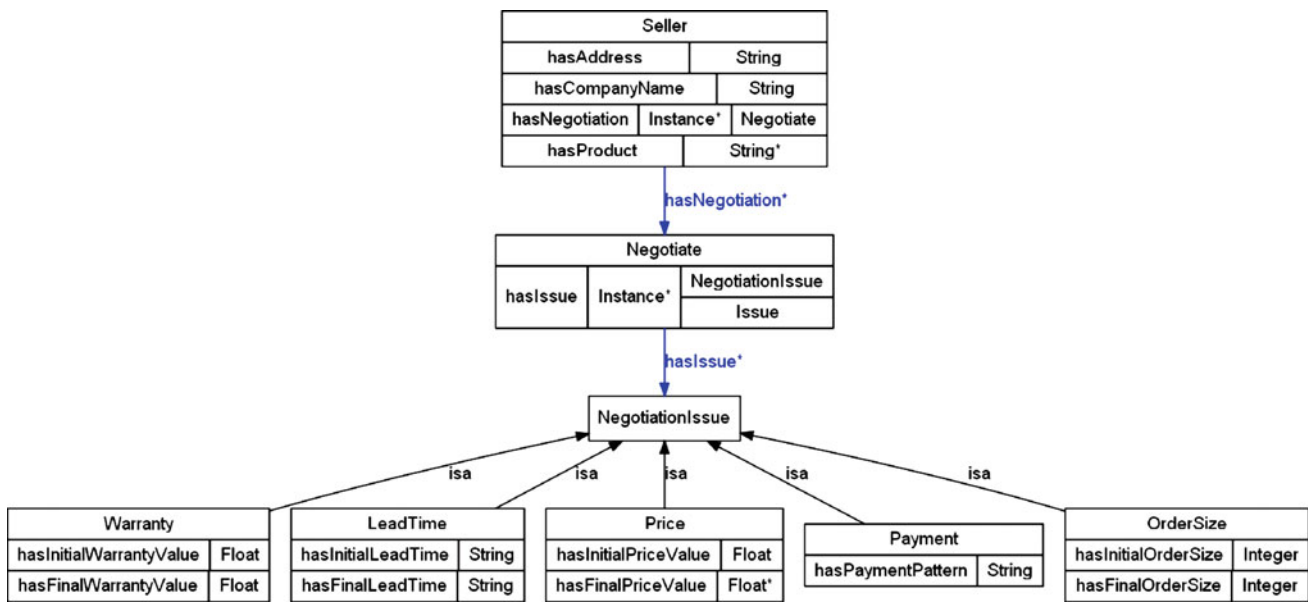 Seller
hasAddress String
hasCompanyName String
hasNegotiation Instance* Negotiate
hasProduct String*
hasNegotiation*
Negotiate
hasIssue Instance* NegotiationIssue
Issue
hasIssue*
NegotiationIssue
isa isa isa isa isa
Warranty
hasInitialWarrantyValue Float
hasFinalWarrantyValue Float
LeadTime
hasInitialLeadTime String
hasFinalLeadTime String
Price
hasInitialPriceValue Float
hasFinalPriceValue Float*
Payment
hasPaymentPattern String
OrderSize
hasInitialOrderSize Integer
hasFinalOrderSize Integer